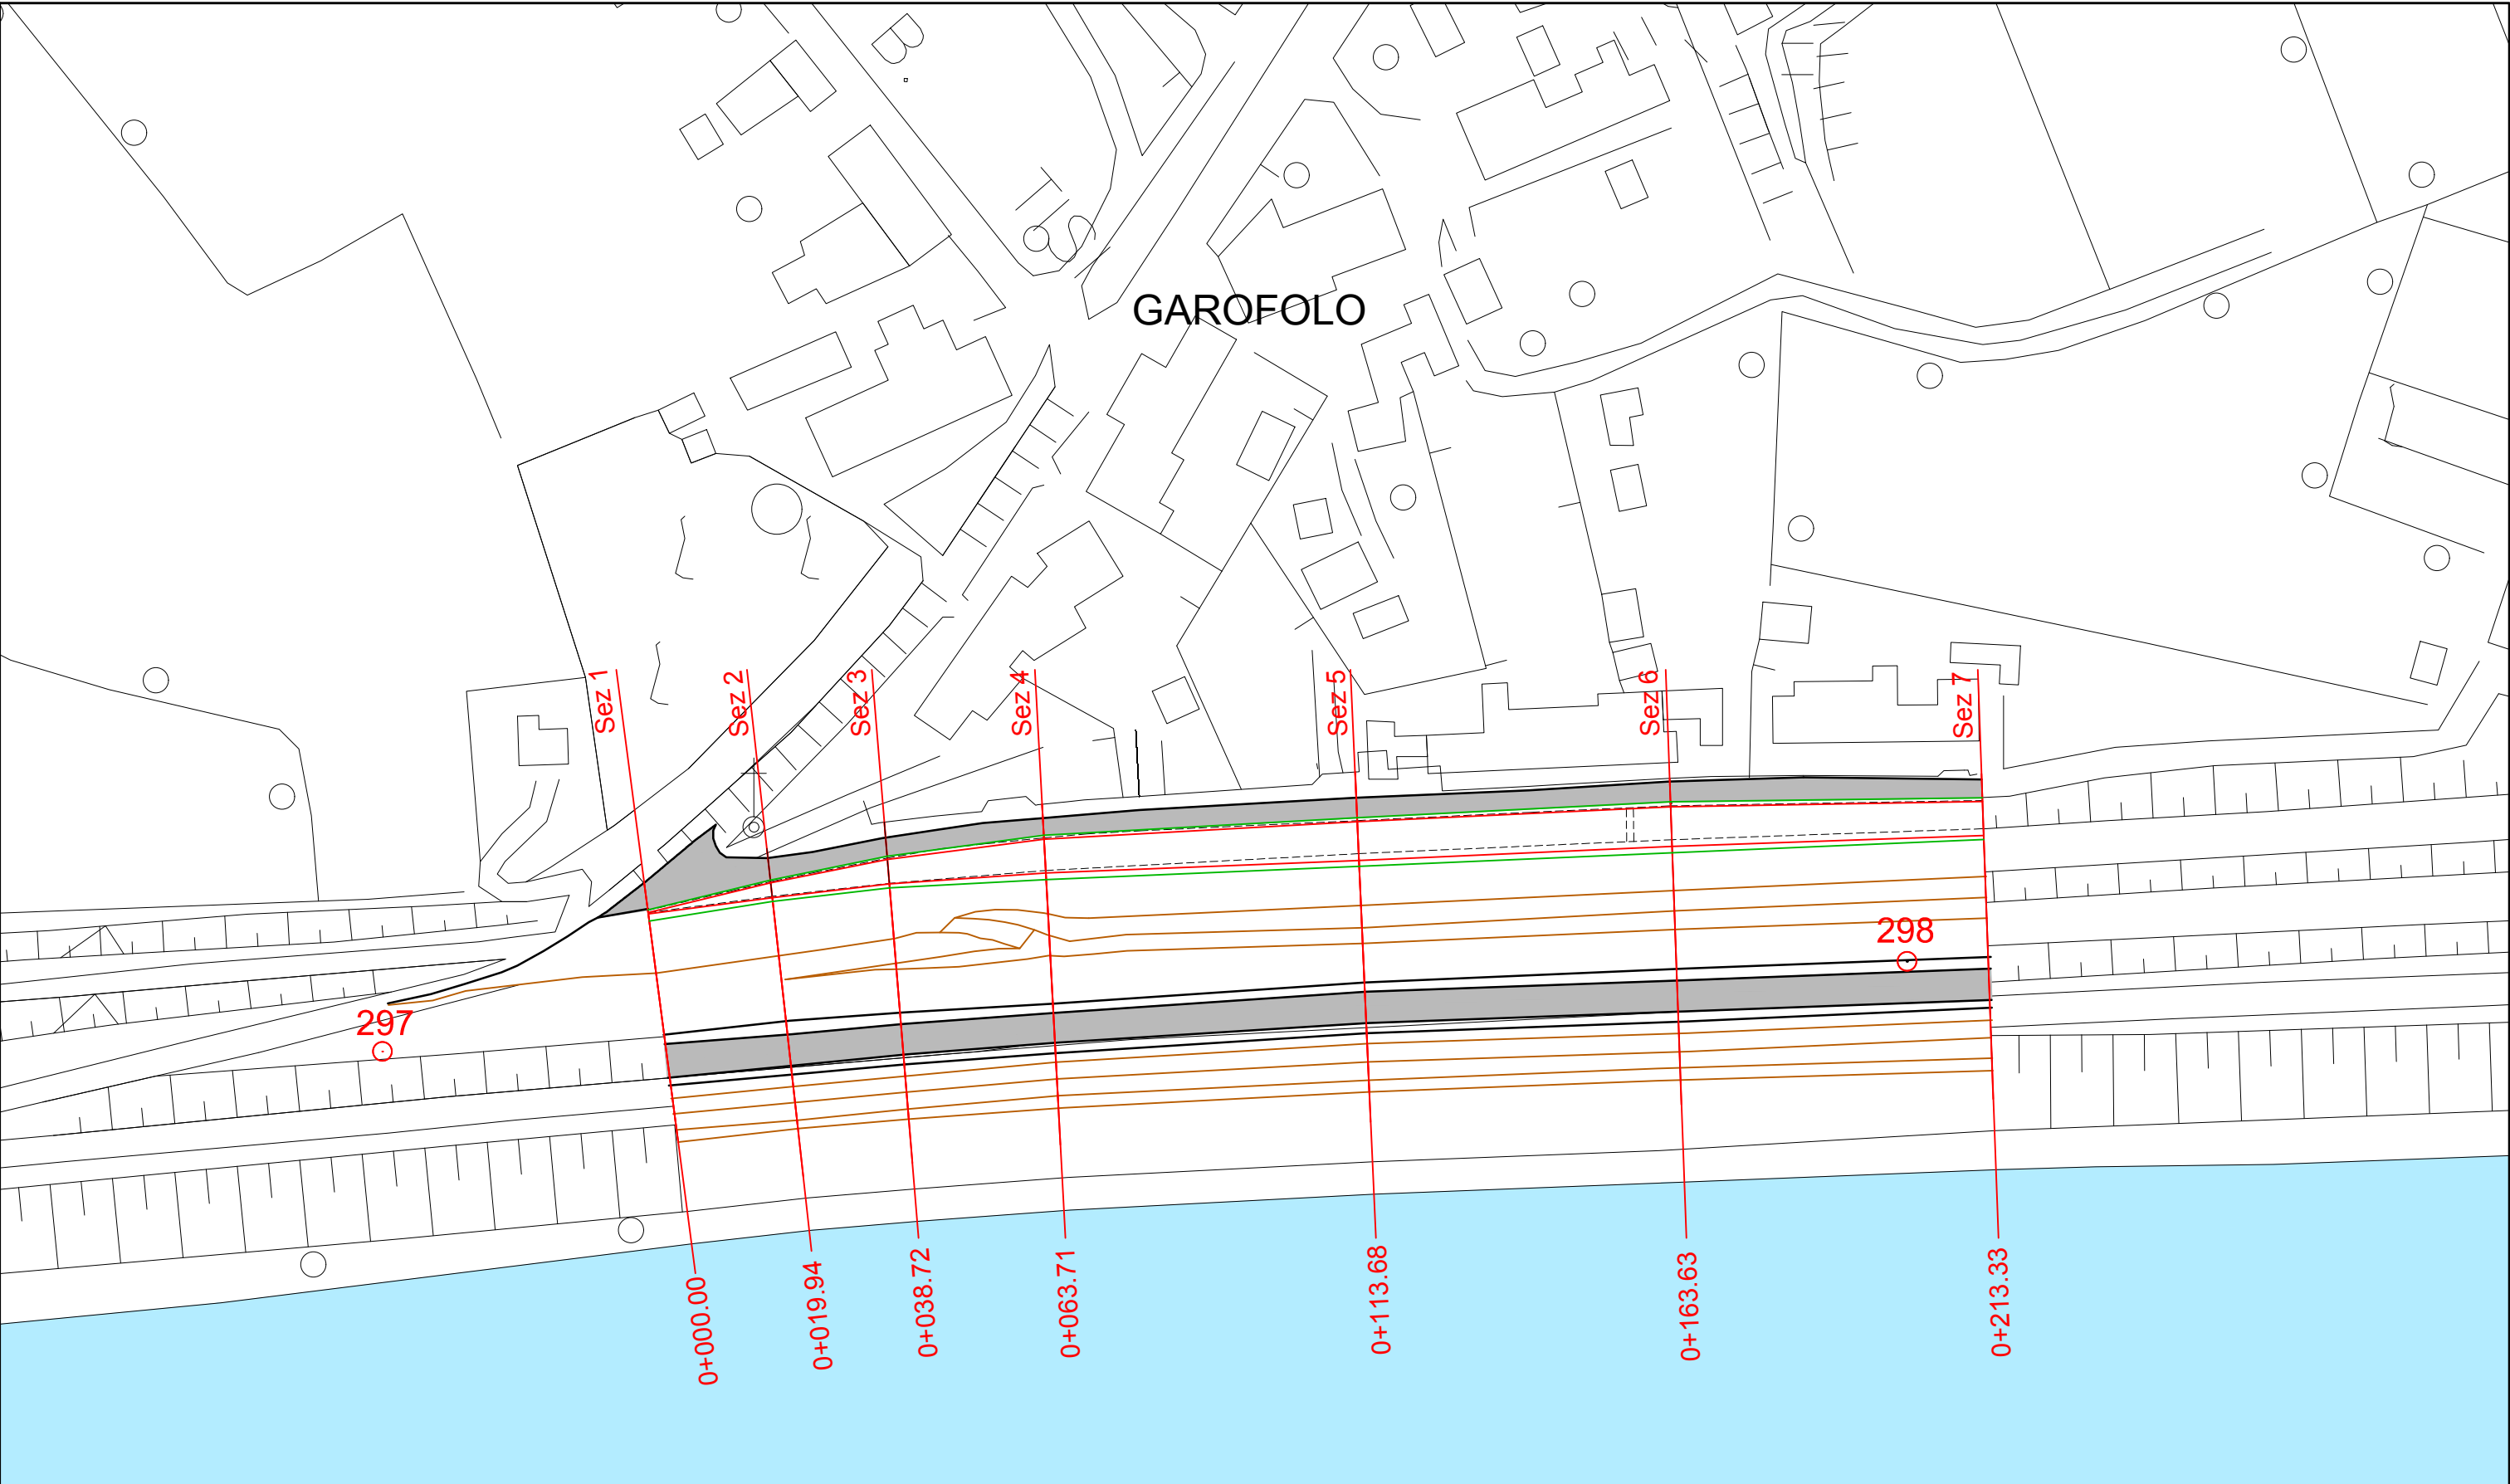 B
IS
GAROFOLO
Sez 1
Sez 2
Sez 3
Sez 4
Sez 5
Sez 6
Sez 7
298
297
0+000.00
0+019.94
0+038.72
0+063.71
0+113.68
0+163.63
0+213.33